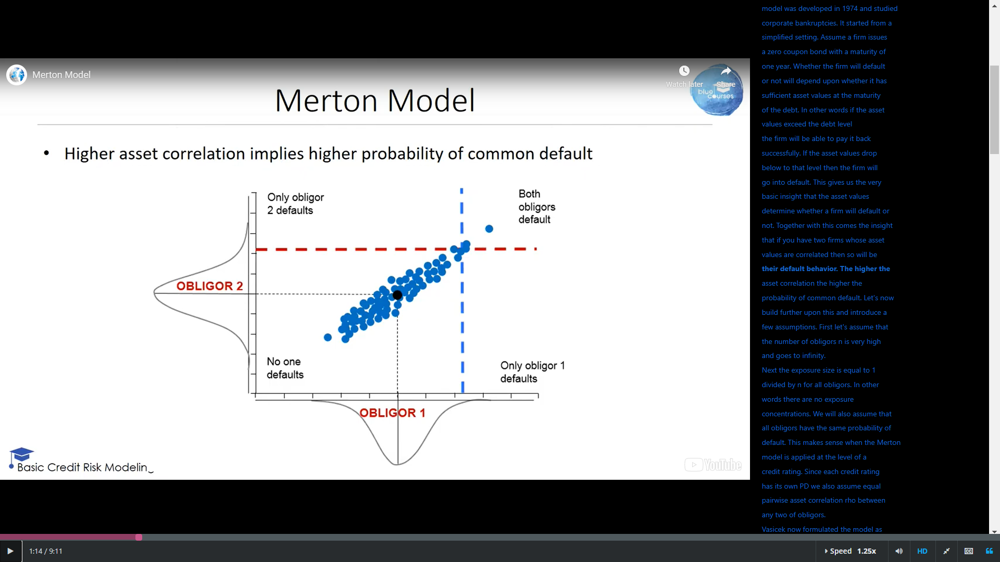 Merton Model
Watch later
Share
blue
courses
Merton Model
• Higher asset correlation implies higher probability of common default
Only obligor
2 defaults
Both
obligors
default
OBLIGOR 2
No one
defaults
Only obligor 1
defaults
OBLIGOR 1
Basic Credit Risk Modelin
YouTube
model was developed in 1974 and studied
corporate bankruptcies. It started from a
simplified setting. Assume a firm issues
a zero coupon bond with a maturity of
one year. Whether the firm will default
or not will depend upon whether it has
sufficient asset values at the maturity
of the debt. In other words if the asset
values exceed the debt level
the firm will be able to pay it back
successfully. If the asset values drop
below to that level then the firm will
go into default. This gives us the very
basic insight that the asset values
determine whether a firm will default or
not. Together with this comes the insight
that if you have two firms whose asset
values are correlated then so will be
their default behavior. The higher the
asset correlation the higher the
probability of common default. Let's now
build further upon this and introduce a
few assumptions. First let's assume that
the number of obligors n is very high
and goes to infinity.
Next the exposure size is equal to 1
divided by n for all obligors. In other
words there are no exposure
concentrations. We will also assume that
all obligors have the same probability of
default. This makes sense when the Merton
model is applied at the level of a
credit rating. Since each credit rating
has its own PD we also assume equal
pairwise asset correlation rho between
any two of obligors.
Vasicek now formulated the model as
1:14 / 9:11
Speed 1.25x
HD
CC